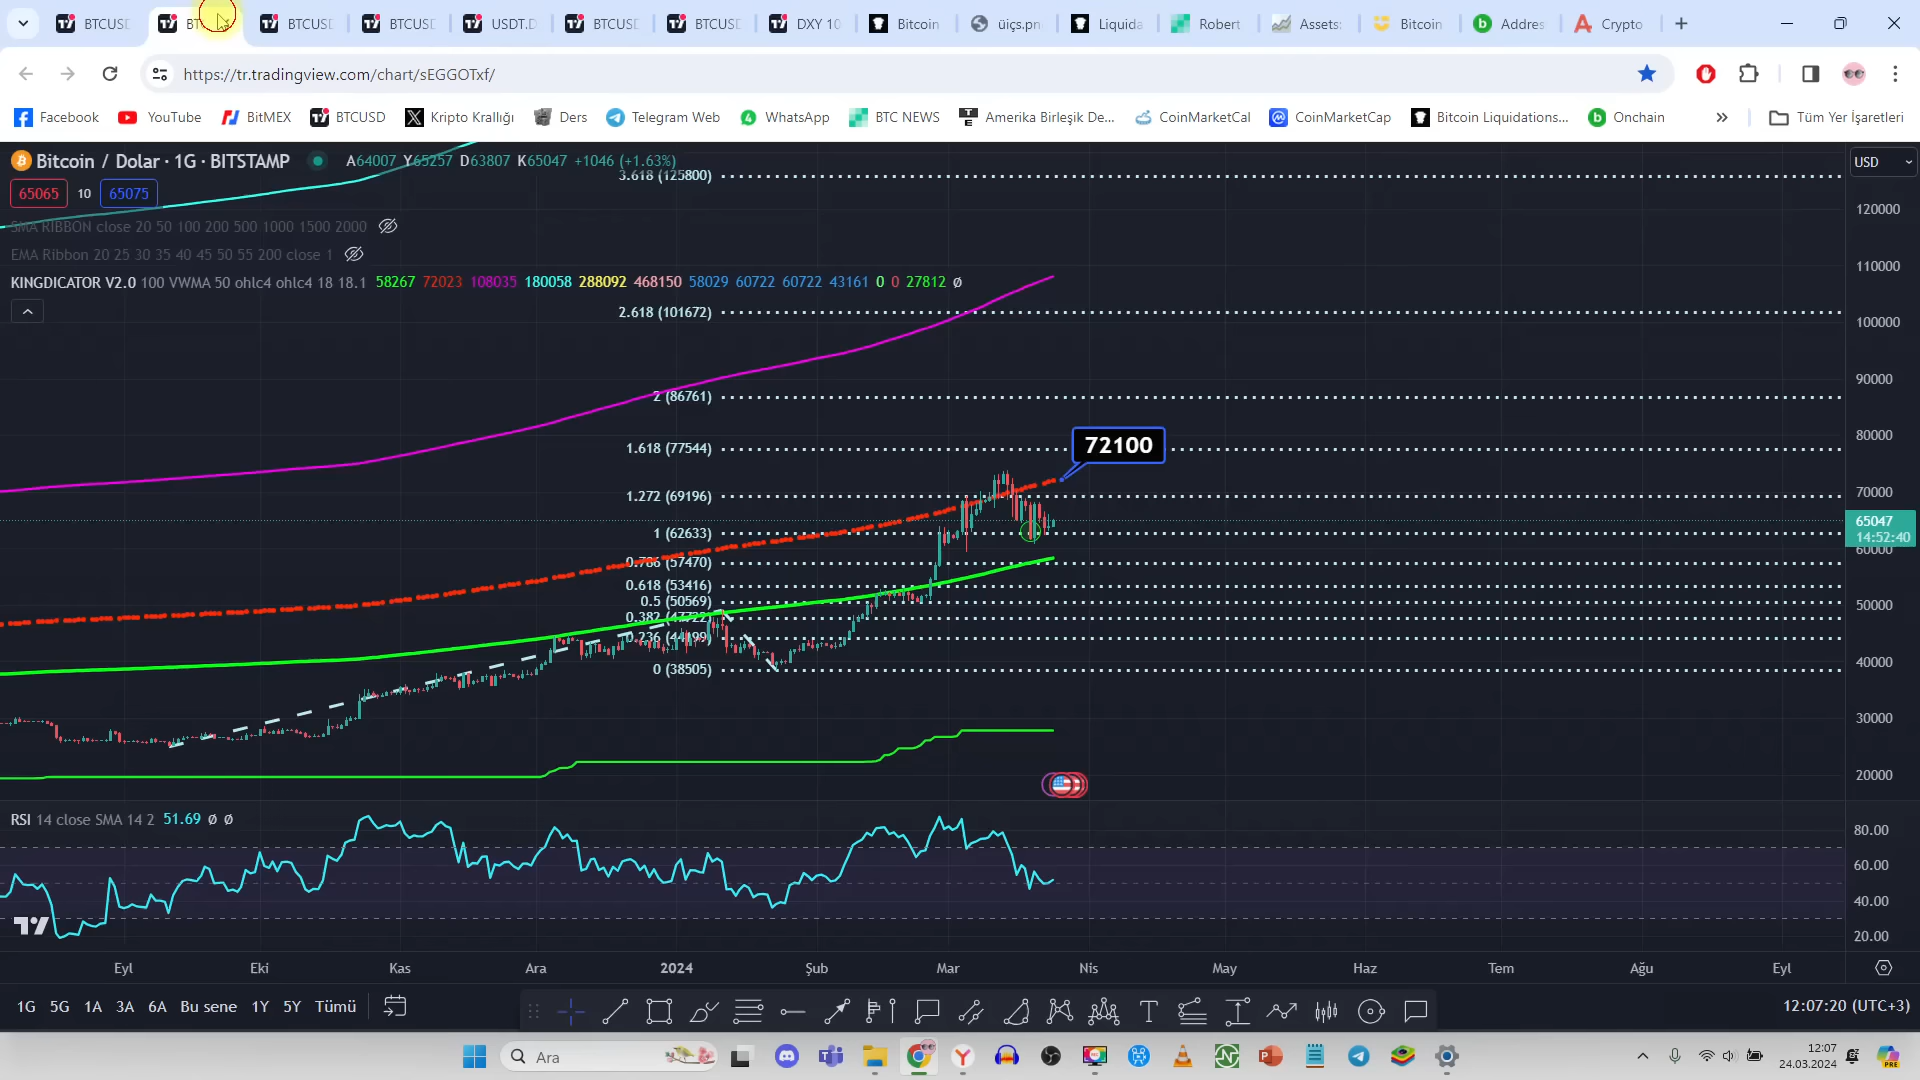 BTCUSD
BTCUSD
BTCUSD
USDT.D
BTCUSD
BTCUSD
DXY 10
Bitcoin
üiçs.pn
Liquida
Robert
Assets:
Bitcoin
Addres
Crypto
https://tr.tradingview.com/chart/sEGGOTxf/
Facebook
YouTube
BitMEX
BTCUSD
Kripto Krallığı
Ders
Telegram Web
WhatsApp
BTC NEWS
Amerika Birleşik De...
CoinMarketCal
CoinMarketCap
Bitcoin Liquidations...
Onchain
Tüm Yer İşaretleri
Bitcoin / Dolar · 1G · BITSTAMP
A64007 Y65257 D63807 K65047 +1046 (+1.63%)
USD
65065 10 65075
SMA RIBBON close 20 50 100 200 500 1000 1500 2000
EMA Ribbon 20 25 30 35 40 45 50 55 200 close 1
KINGDICATOR V2.0 100 VWMA 50 ohlc4 ohlc4 18 18.1 58267 72023 108035 180058 288092 468150 58029 60722 60722 43161 0 0 27812 ø
3.618 (125800)
2.618 (101672)
2 (86761)
1.618 (77544)
1.272 (69196)
1 (62633)
0.786 (57470)
0.618 (53416)
0.5 (50569)
0.382 (47722)
0.236 (44199)
0 (38505)
72100
120000
110000
100000
90000
80000
70000
65047
14:52:40
60000
50000
40000
30000
20000
RSI 14 close SMA 14 2 51.69 ø ø
80.00
60.00
40.00
20.00
Eyl Eki Kas Ara 2024 Şub Mar Nis May Haz Tem Ağu Eyl
1G 5G 1A 3A 6A Bu sene 1Y 5Y Tümü
12:07:20 (UTC+3)
Ara
12:07
24.03.2024